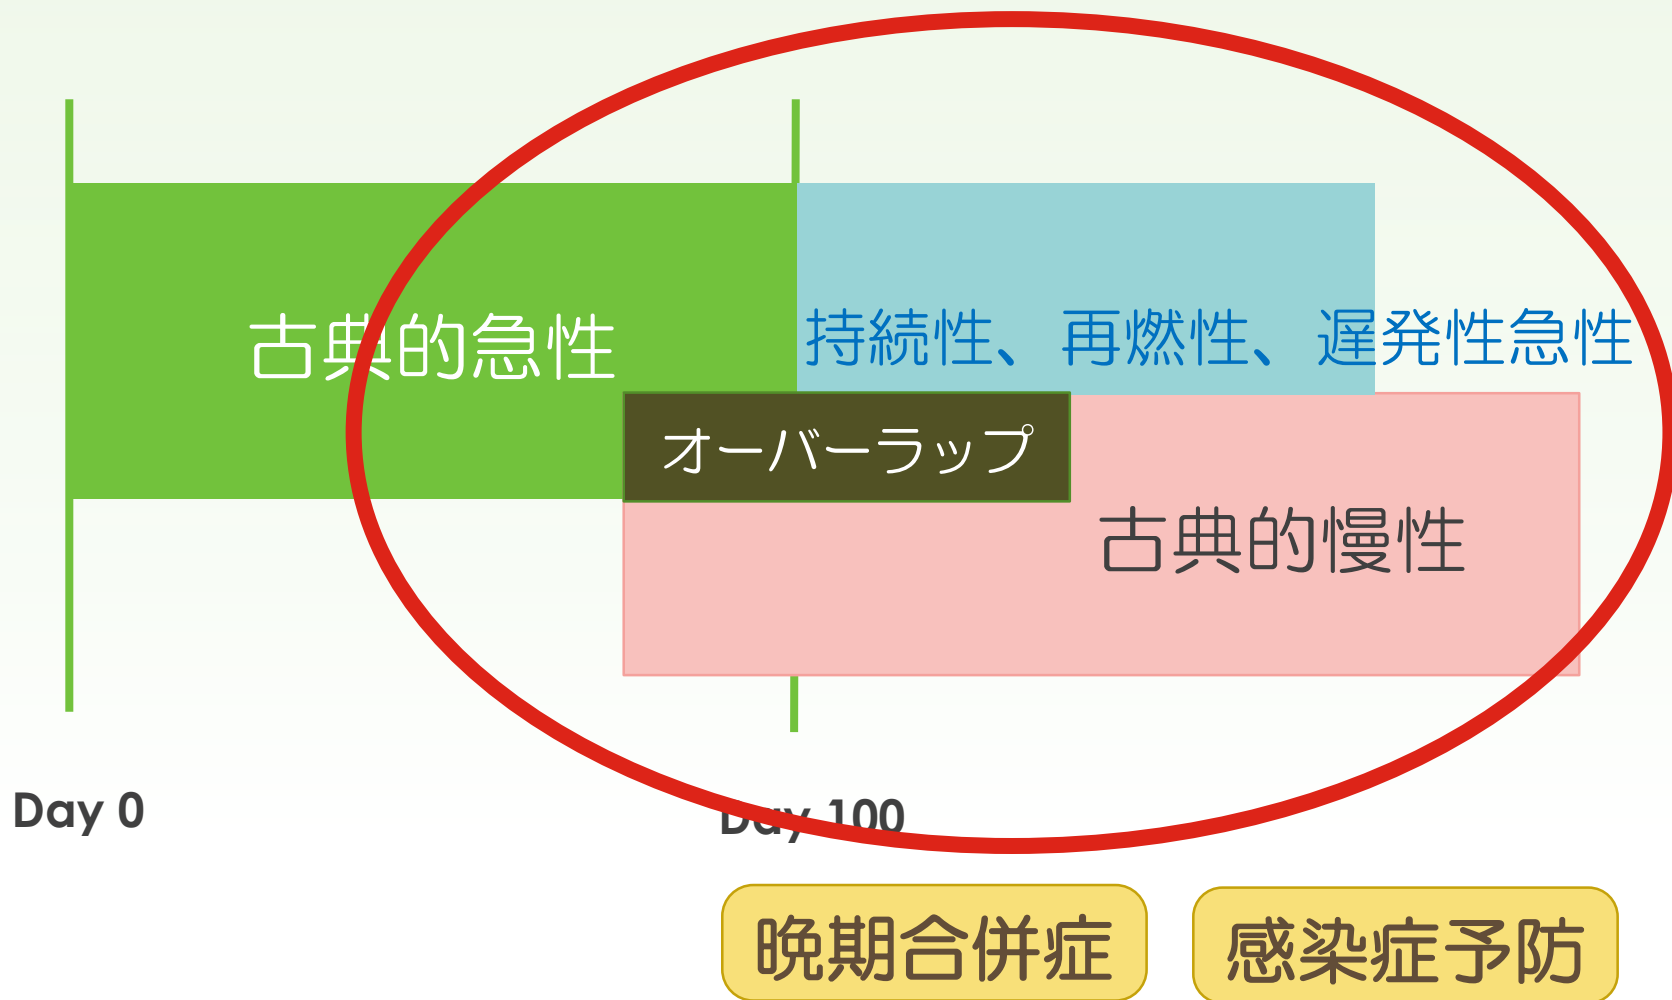 古典的急性
持続性、再燃性、遅発性急性
オーバーラップ
古典的慢性
Day 0
Day 100
晩期合併症
感染症予防